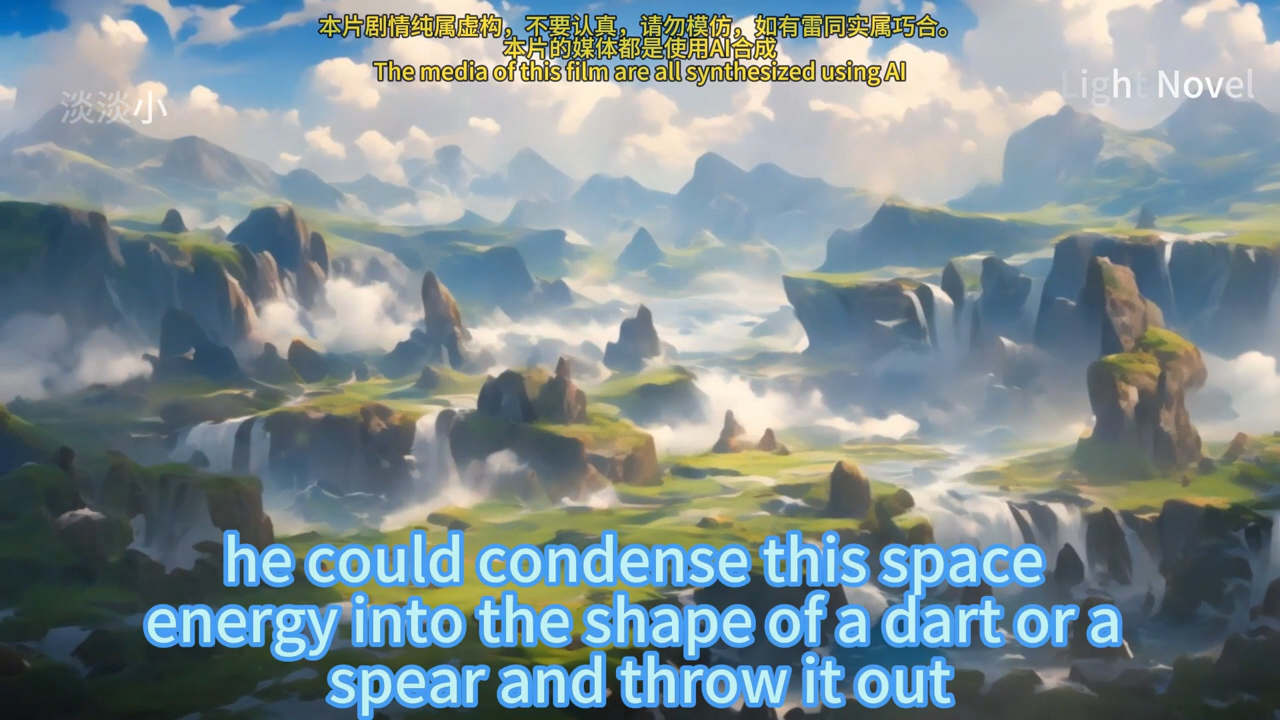 本片剧情纯属虚构，不要认真，请勿模仿，如有雷同实属巧合。
本片的媒体都是使用AI合成
The media of this film are all synthesized using AI
淡淡小
Light Novel
he could condense this space
energy into the shape of a dart or a
spear and throw it out